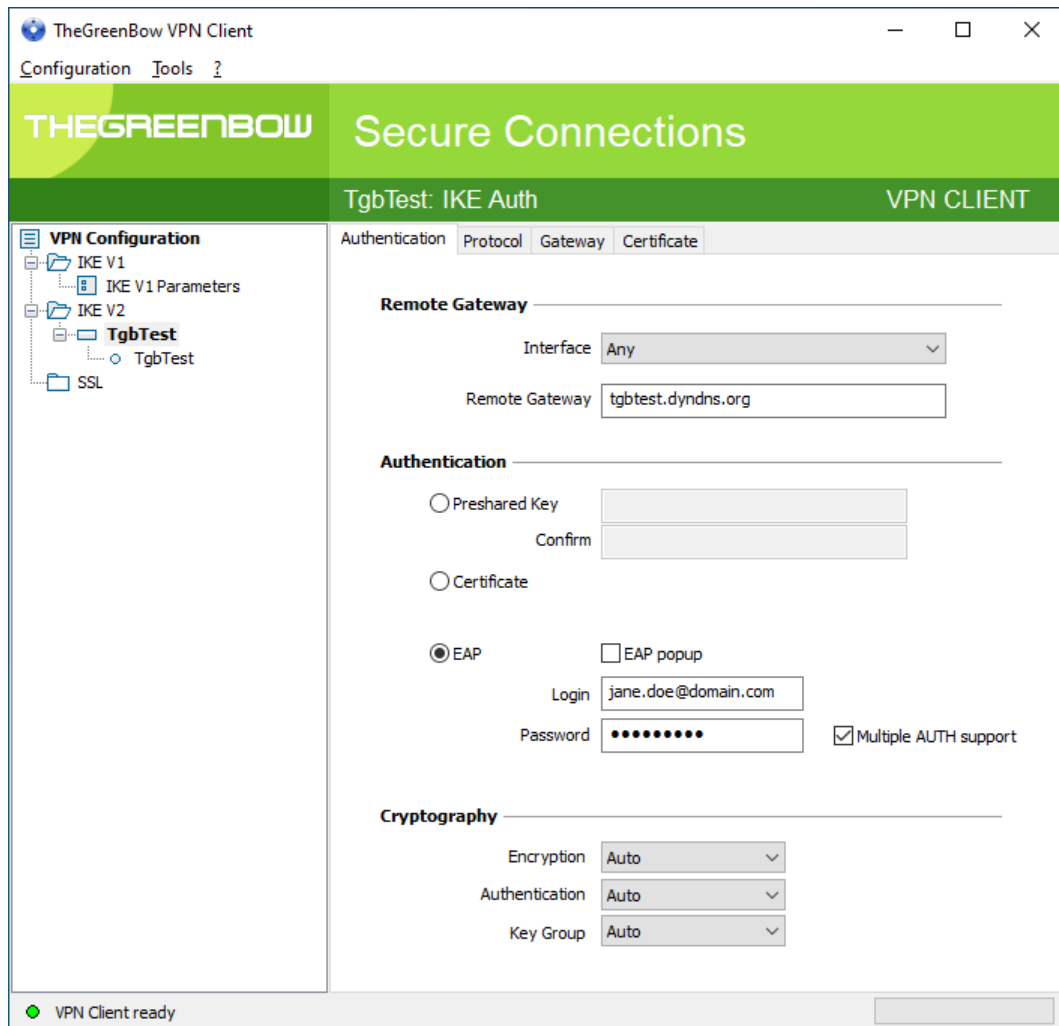 TheGreenBow VPN Client
Configuration Tools ?
THEGREENBOW
Secure Connections
TgbTest: IKE Auth
VPN CLIENT
VPN Configuration
IKE V1
IKE V1 Parameters
IKE V2
TgbTest
TgbTest
SSL
Authentication Protocol Gateway Certificate
Remote Gateway
Interface Any
Remote Gateway tgbtest.dyndns.org
Authentication
Preshared Key
Confirm
Certificate
EAP EAP popup
Login jane.doe@domain.com
Password ●●●●●●●●● Multiple AUTH support
Cryptography
Encryption Auto
Authentication Auto
Key Group Auto
VPN Client ready